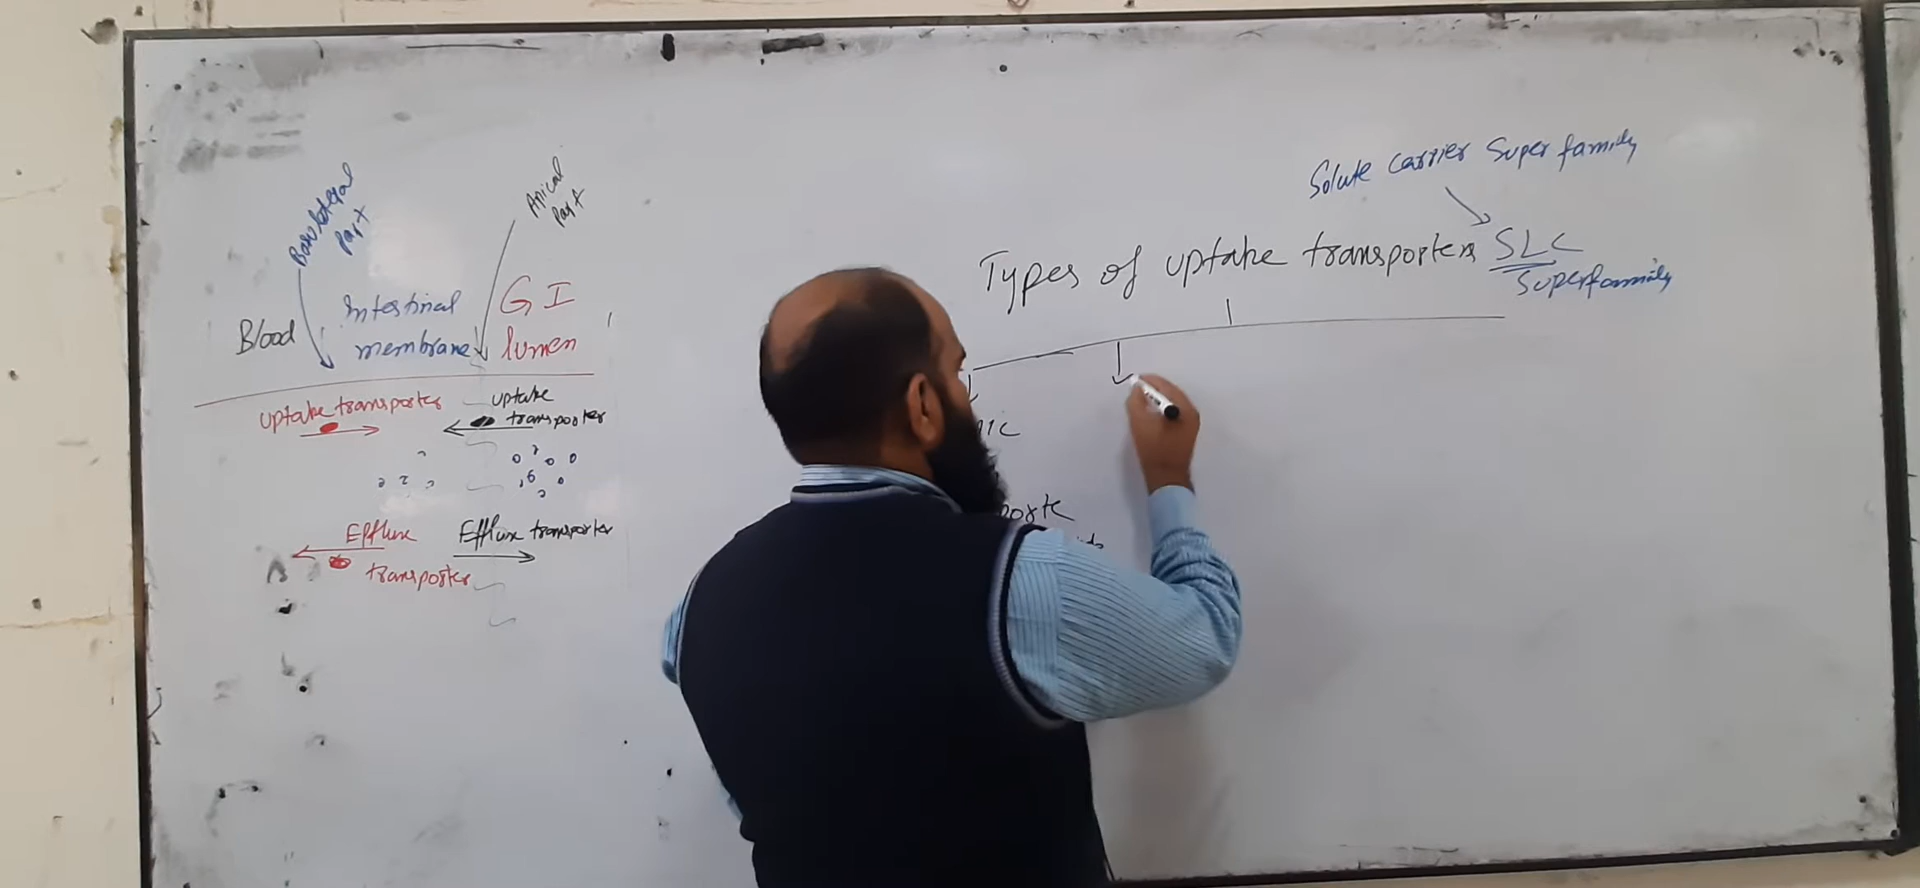 Basolateral
Part
Apical
Part
Blood
Intestinal
membrane
GI
lumen
uptake transporter
uptake
transporter
Efflux
transporter
Efflux transporter
Solute carrier Super family
Types of uptake transporters SLC
Superfamily